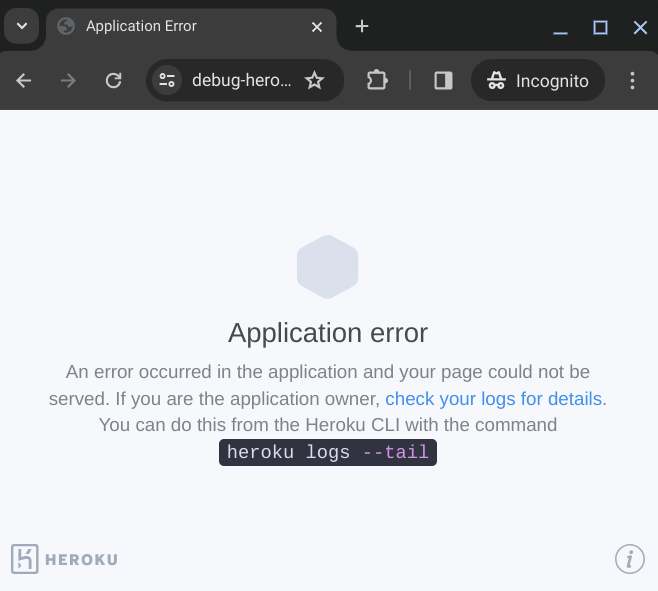 Application Error
debug-hero...
Incognito
Application error
An error occurred in the application and your page could not be
served. If you are the application owner, check your logs for details.
You can do this from the Heroku CLI with the command
heroku logs --tail
HEROKU
i